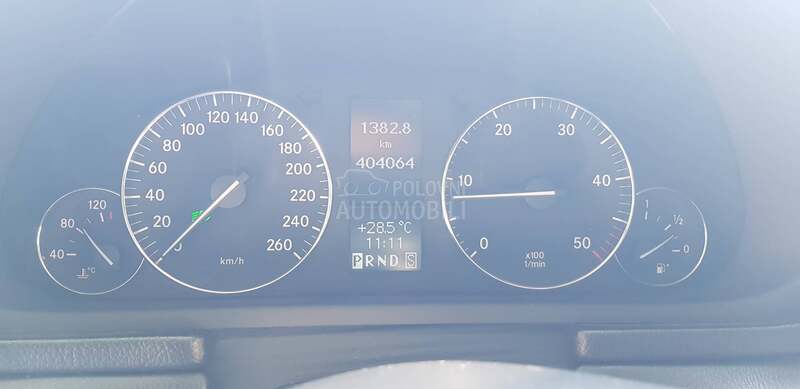 1382.8
km
404064
POLOVNI
AUTOMOBILI
+28.5 °C
11:11
PRND S
0 20 40 60 80 100 120 140 160 180 200 220 240 260
km/h
0 10 20 30 40 50
x100
1/min
40 80 120
°C
1 ½ 0